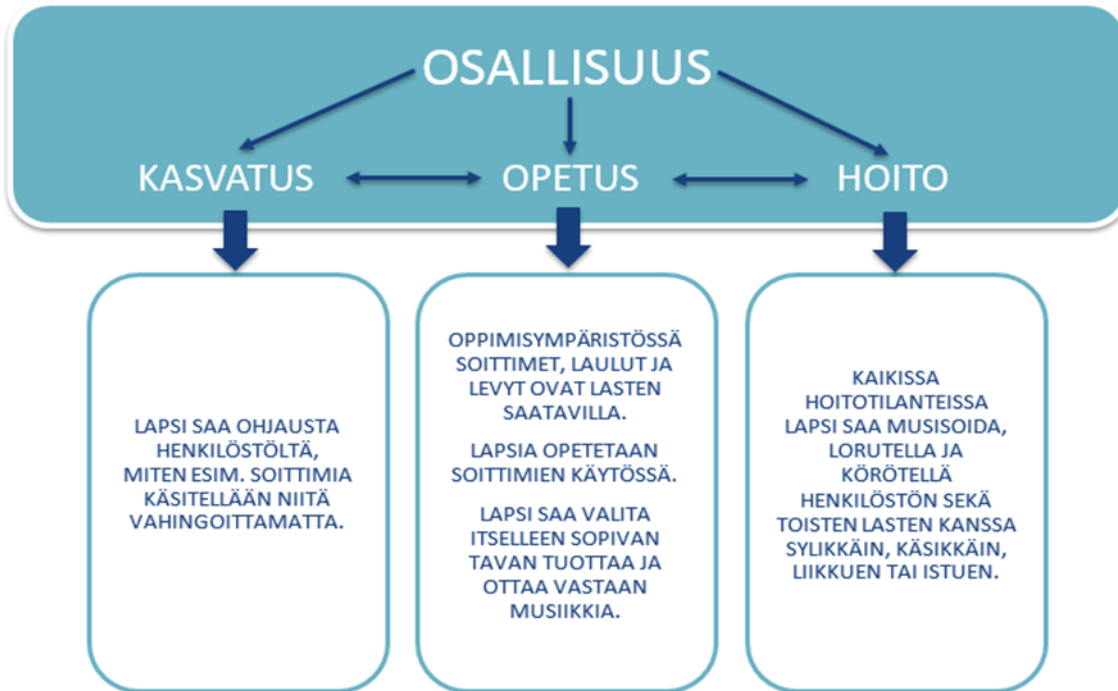 OSALLISUUS
KASVATUS
OPETUS
HOITO
LAPSI SAA OHJAUSTA
HENKILÖSTÖLTÄ,
MITEN ESIM. SOITTIMIA
KÄSITELLÄÄN NIITÄ
VAHINGOITTAMATTA.
OPPIMISYMPÄRISTÖSSÄ
SOITTIMET, LAULUT JA
LEVYT OVAT LASTEN
SAATAVILLA.
LAPSIA OPETETAAN
SOITTIMIEN KÄYTÖSSÄ.
LAPSI SAA VALITA
ITSELLEEN SOPIVAN
TAVAN TUOTTAA JA
OTTAA VASTAAN
MUSIIKKIA.
KAIKISSA
HOITOTILANTEISSA
LAPSI SAA MUSISOIDA,
LORUTELLA JA
KÖRÖTELLÄ
HENKILÖSTÖN SEKÄ
TOISTEN LASTEN KANSSA
SYLIKKÄIN, KÄSIKKÄIN,
LIIKKUEN TAI ISTUEN.